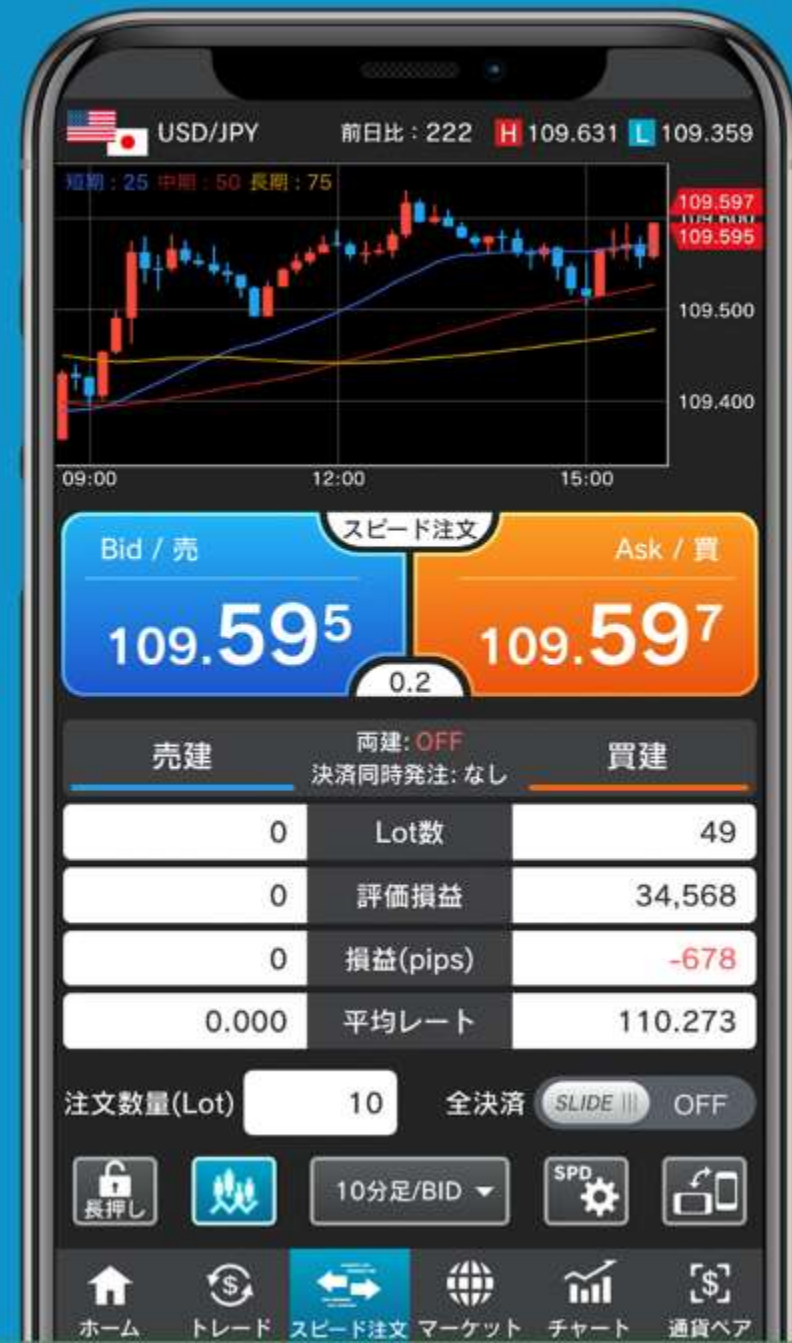 USD/JPY 前日比：222 H 109.631 L 109.359
短期：25 中期：50 長期：75
109.597
109.600
109.595
109.500
109.400
09:00 12:00 15:00
スピード注文
Bid / 売 Ask / 買
109.595 109.597
0.2
売建 両建: OFF 買建
決済同時発注: なし
0 Lot数 49
0 評価損益 34,568
0 損益(pips) -678
0.000 平均レート 110.273
注文数量(Lot) 10 全決済 SLIDE OFF
長押し 10分足/BID SPD
ホーム トレード スピード注文 マーケット チャート 通貨ペア